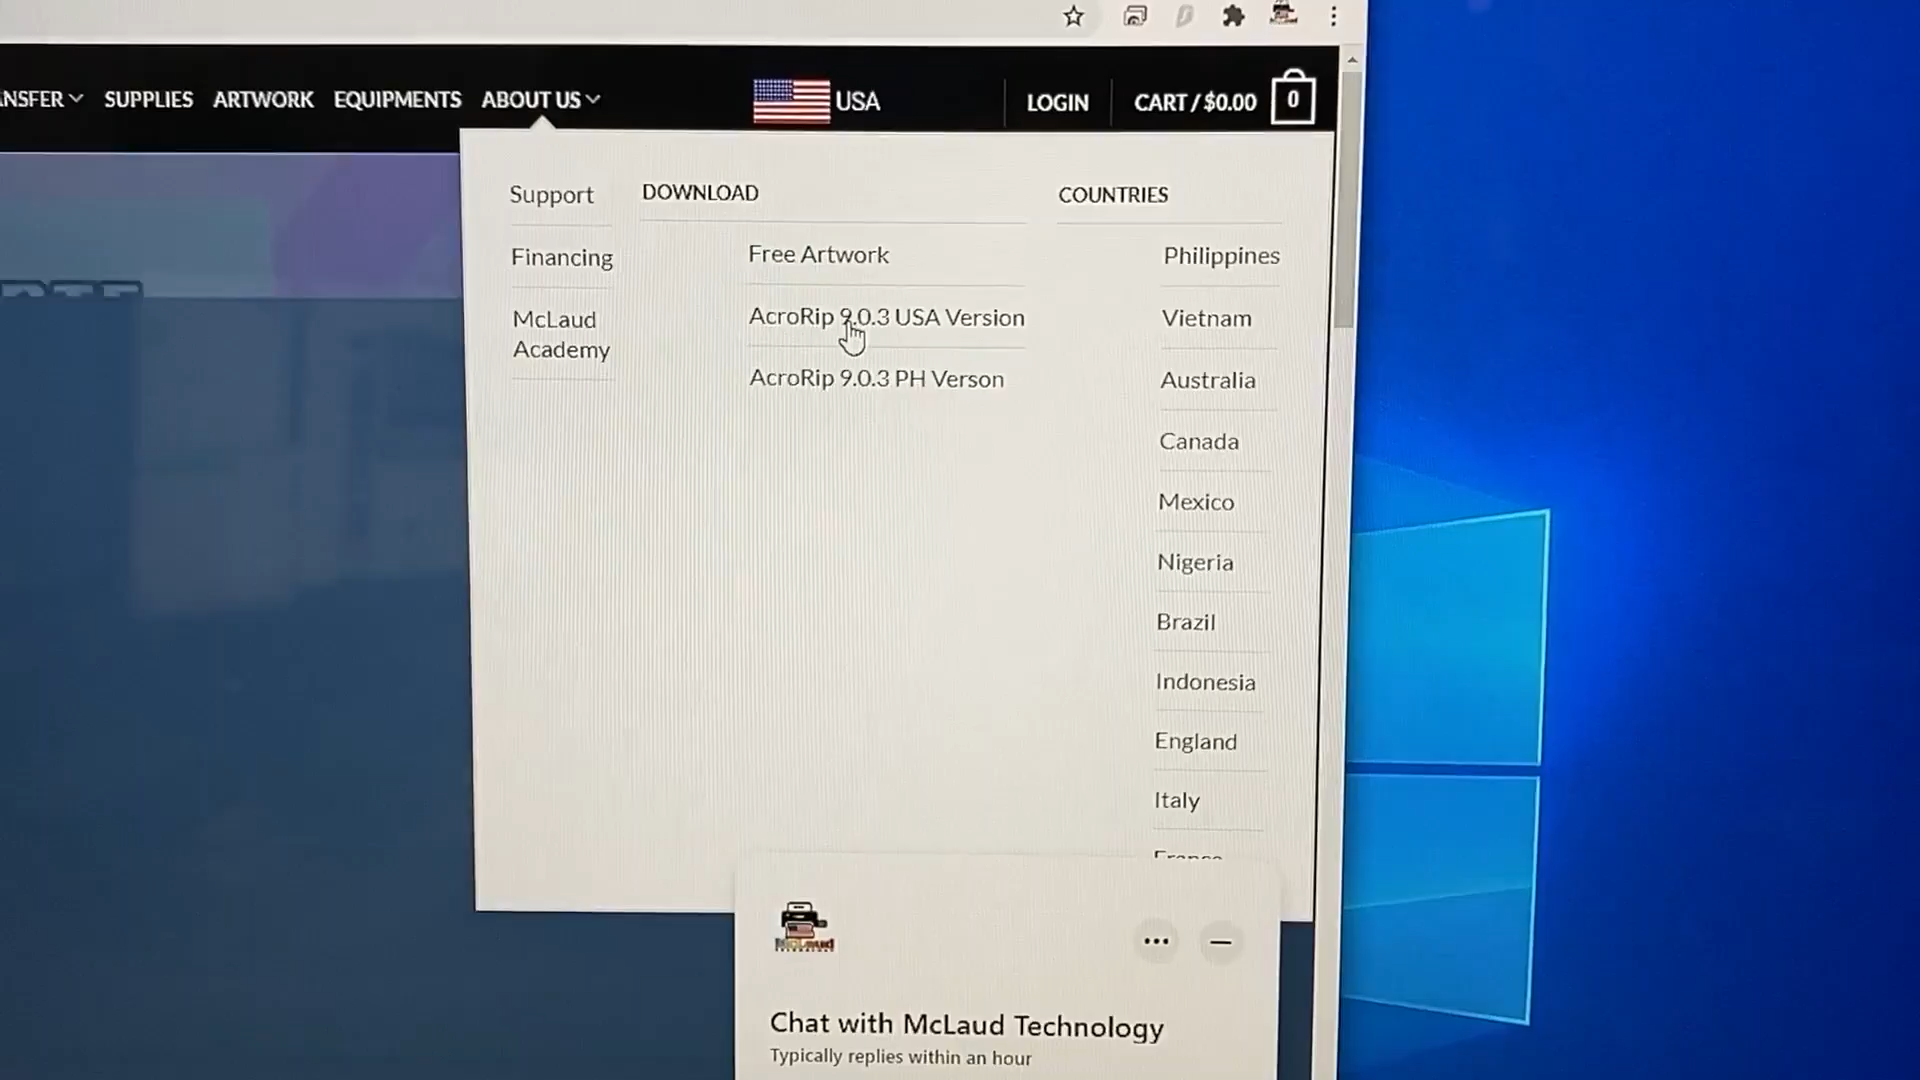 NSFER SUPPLIES ARTWORK EQUIPMENTS ABOUT US USA LOGIN CART / $0.00 0
Support
Financing
McLaud
Academy
DOWNLOAD
Free Artwork
AcroRip 9.0.3 USA Version
AcroRip 9.0.3 PH Verson
COUNTRIES
Philippines
Vietnam
Australia
Canada
Mexico
Nigeria
Brazil
Indonesia
England
Italy
France
Chat with McLaud Technology
Typically replies within an hour